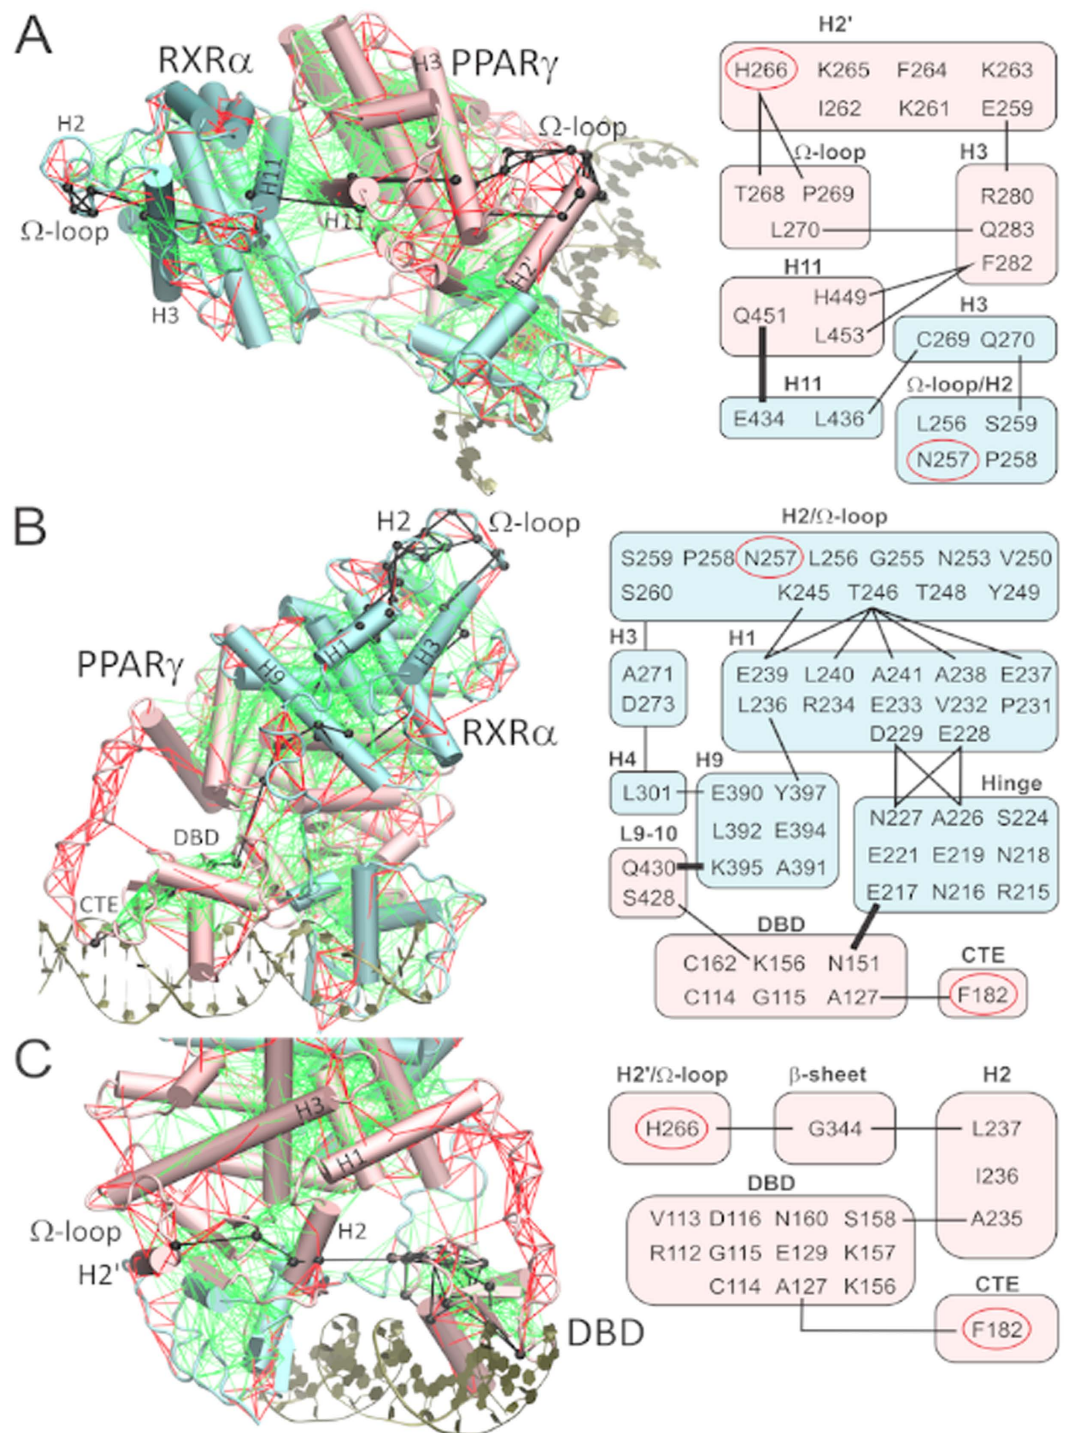 A
RXRα
PPARγ
H3
H2
Ω-loop
H11
H11
Ω-loop
H3
H2'
H2'
H266 K265 F264 K263
I262 K261 E259
Ω-loop
H3
T268 P269
R280
L270
Q283
F282
H11
H449
Q451
L453
H3
C269 Q270
H11
Ω-loop/H2
E434 L436
L256 S259
N257 P258
B
H2
Ω-loop
H1
H3
PPARγ
H9
RXRα
DBD
CTE
H2/Ω-loop
S259 P258 N257 L256 G255 N253 V250
S260 K245 T246 T248 Y249
H3
H1
A271
E239 L240 A241 A238 E237
D273
L236 R234 E233 V232 P231
D229 E228
H4
H9
Hinge
L301
E390 Y397
N227 A226 S224
L392 E394
E221 E219 N218
L9-10
Q430
K395 A391
E217 N216 R215
S428
DBD
C162 K156 N151
CTE
C114 G115 A127
F182
C
H3
H1
Ω-loop
H2
H2'
DBD
H2'/Ω-loop
β-sheet
H2
H266
G344
L237
I236
DBD
V113 D116 N160 S158
A235
R112 G115 E129 K157
C114 A127 K156
CTE
F182